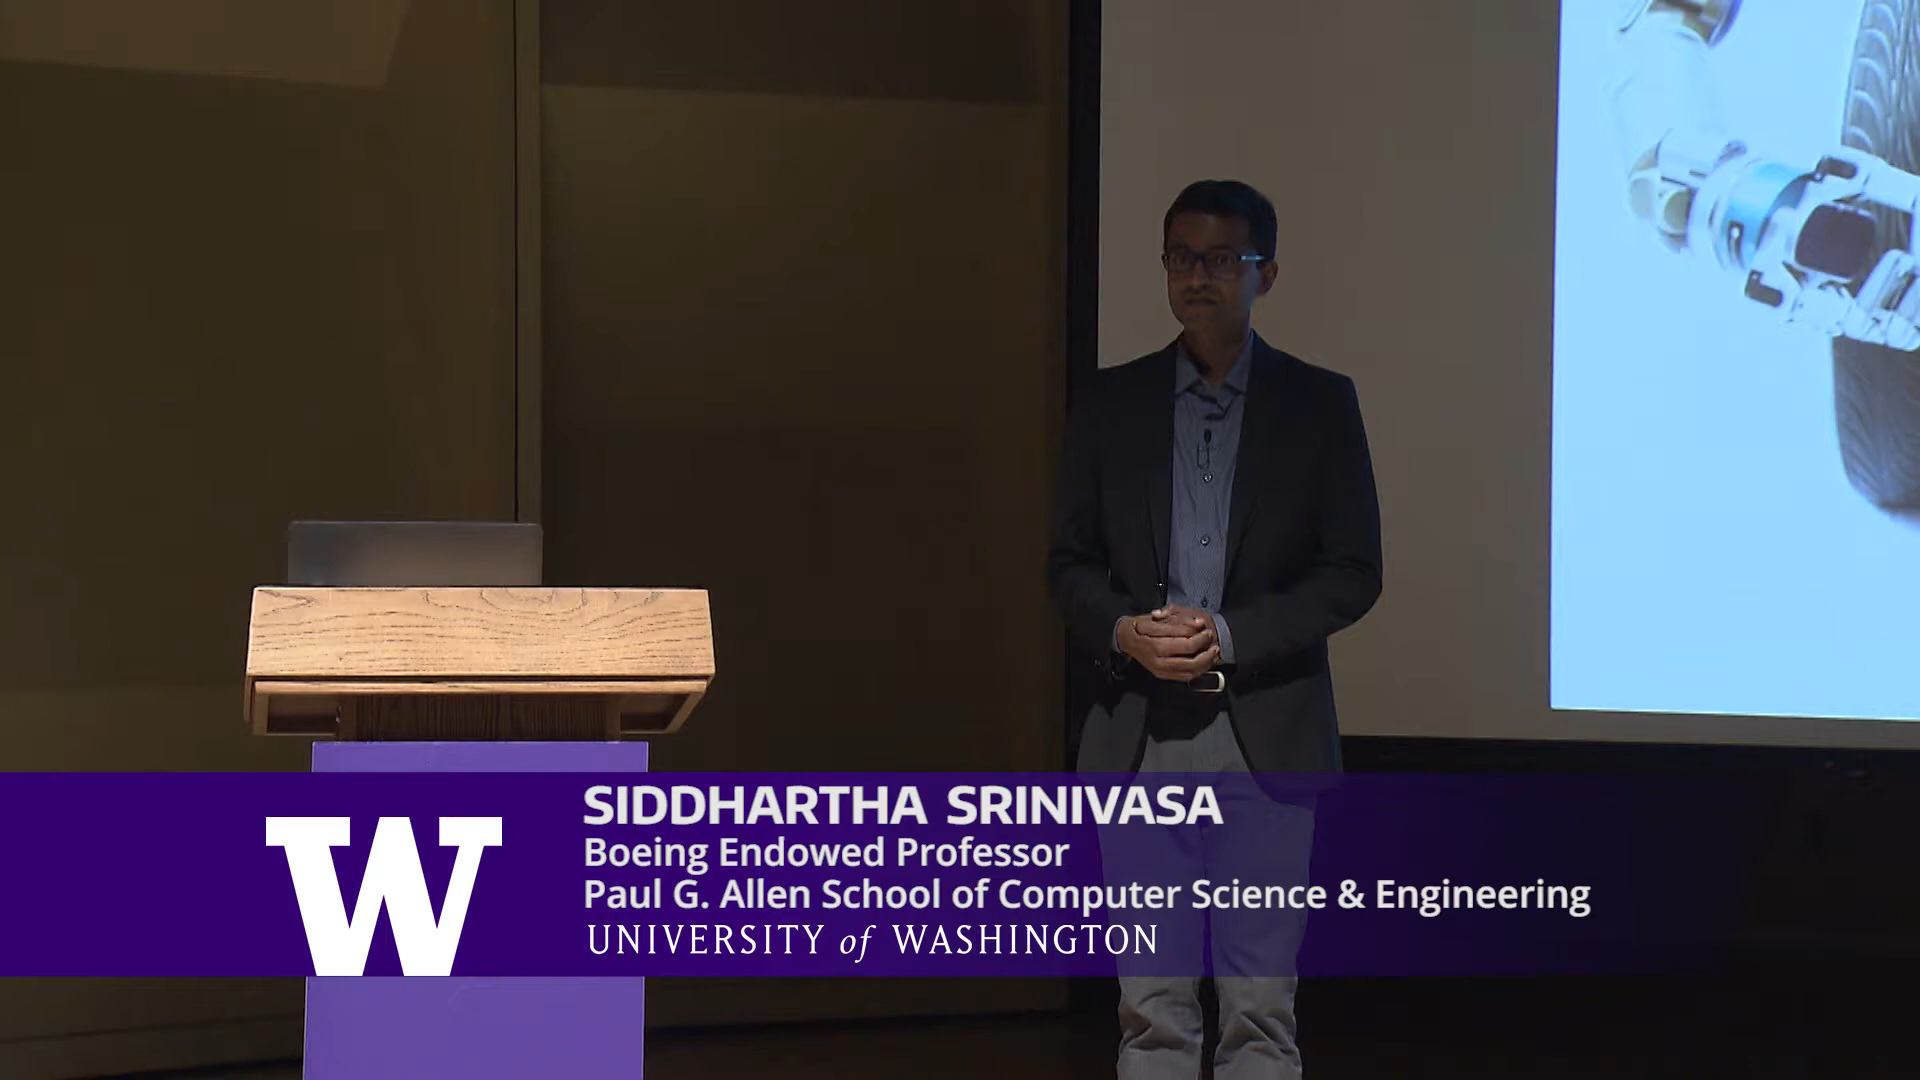 W
SIDDHARTHA SRINIVASA
Boeing Endowed Professor
Paul G. Allen School of Computer Science & Engineering
UNIVERSITY of WASHINGTON